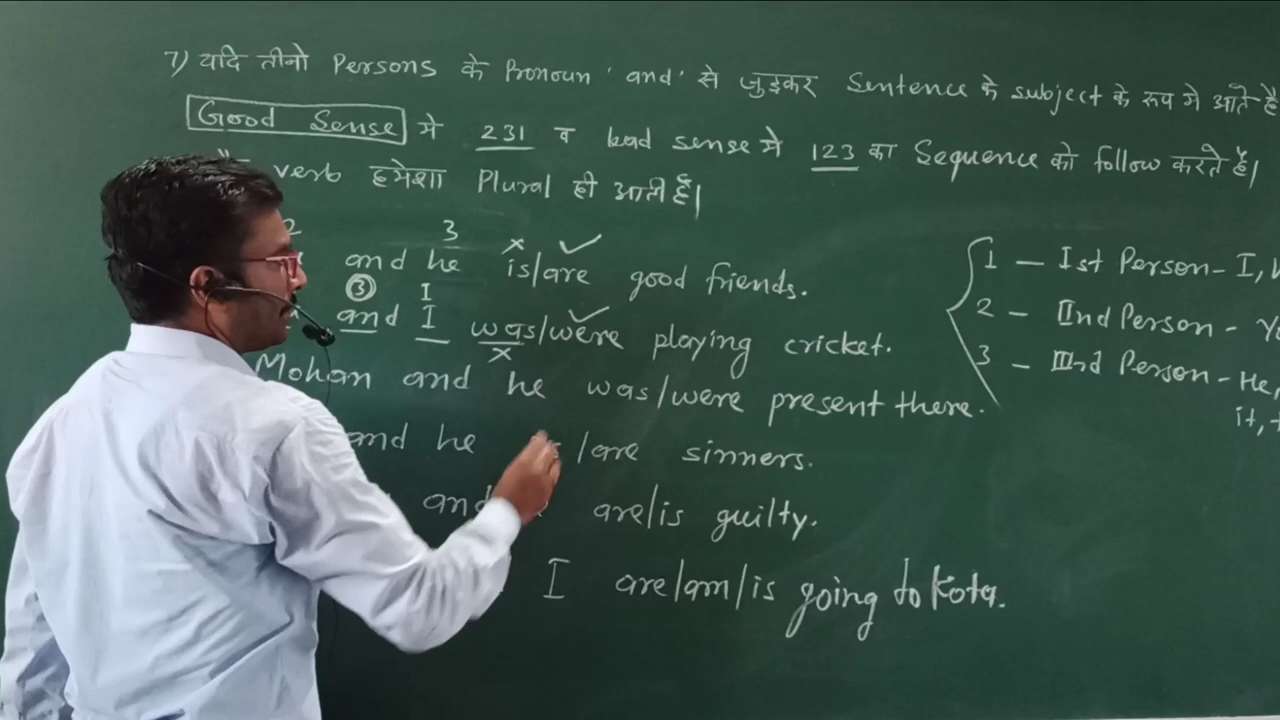 7) यदि तीनो Persons के Pronoun 'and' से जुड़कर Sentence के subject के रूप मे आते है
Good Sense मे 231 व bad sense मे 123 का Sequence को follow करते हैं।
verb हमेशा Plural ही आती हैं।
2 3 × ✓
and he is/are good friends.
③ I ✓
and I was/were playing cricket.
×
Mohan and he was/were present there.
and he /are sinners.
and are/is guilty.
I are/am/is going to Kota.
1 – Ist Person – I,
2 – IInd Person –
3 – IIIrd Person – He,
it,